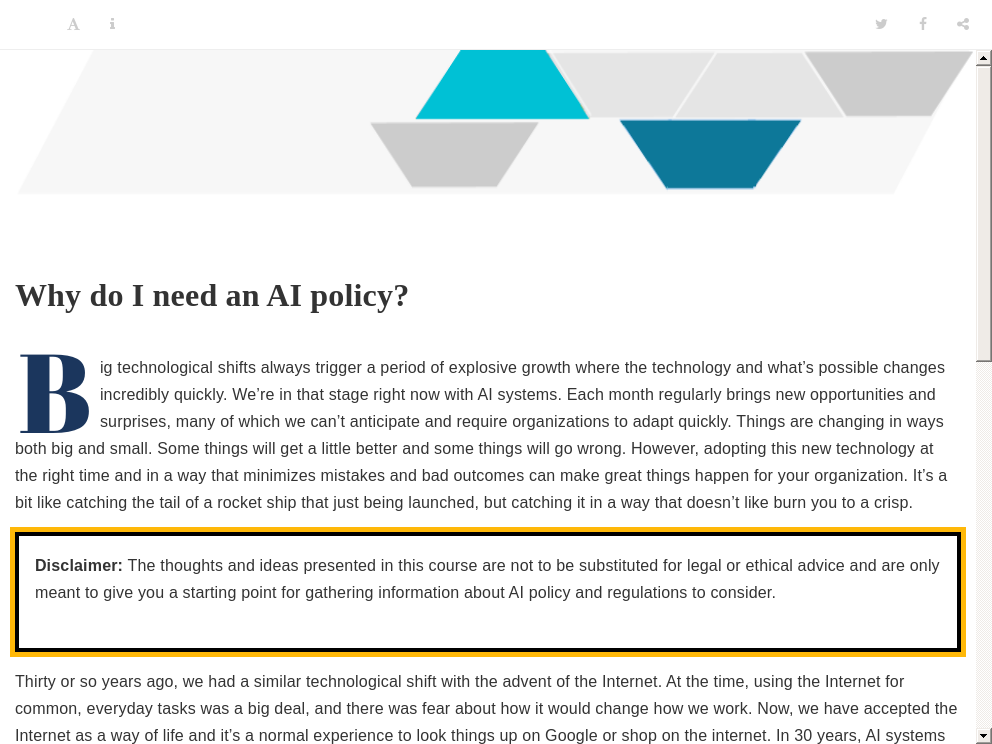 A i
Why do I need an AI policy?
Big technological shifts always trigger a period of explosive growth where the technology and what’s possible changes
incredibly quickly. We’re in that stage right now with AI systems. Each month regularly brings new opportunities and
surprises, many of which we can’t anticipate and require organizations to adapt quickly. Things are changing in ways
both big and small. Some things will get a little better and some things will go wrong. However, adopting this new technology at
the right time and in a way that minimizes mistakes and bad outcomes can make great things happen for your organization. It’s a
bit like catching the tail of a rocket ship that just being launched, but catching it in a way that doesn’t like burn you to a crisp.
Disclaimer: The thoughts and ideas presented in this course are not to be substituted for legal or ethical advice and are only
meant to give you a starting point for gathering information about AI policy and regulations to consider.
Thirty or so years ago, we had a similar technological shift with the advent of the Internet. At the time, using the Internet for
common, everyday tasks was a big deal, and there was fear about how it would change how we work. Now, we have accepted the
Internet as a way of life and it’s a normal experience to look things up on Google or shop on the internet. In 30 years, AI systems